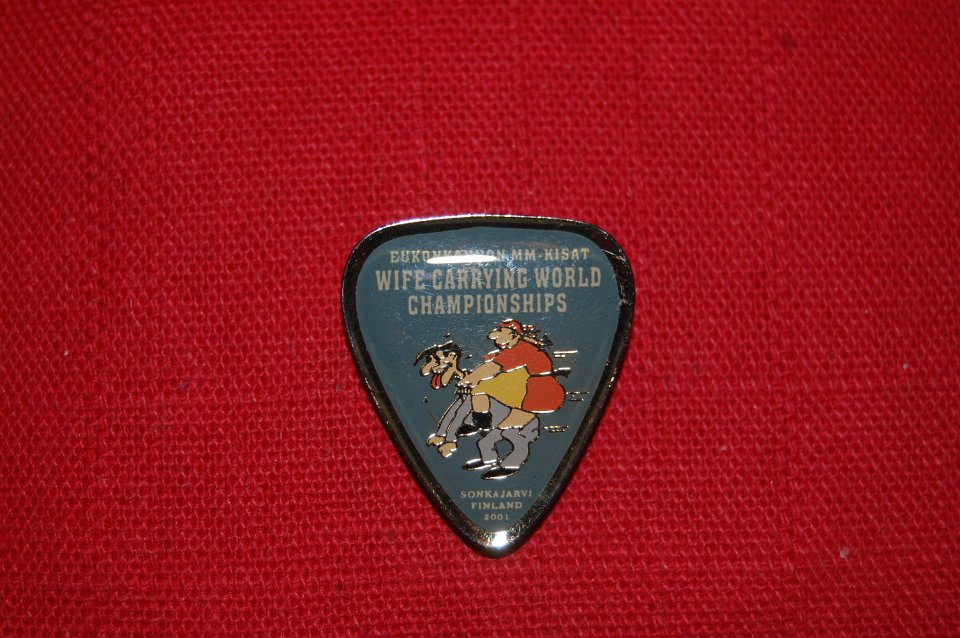 EUKONKANNON MM-KISAT
WIFE CARRYING WORLD
CHAMPIONSHIPS
SONKAJARVI
FINLAND
2001